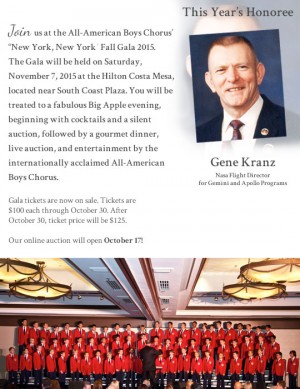 This Year's Honoree
Join us at the All-American Boys Chorus'
"New York, New York" Fall Gala 2015.
The Gala will be held on Saturday,
November 7, 2015 at the Hilton Costa Mesa,
located near South Coast Plaza. You will be
treated to a fabulous Big Apple evening,
beginning with cocktails and a silent
auction, followed by a gourmet dinner,
live auction, and entertainment by the
internationally acclaimed All-American
Boys Chorus.
Gala tickets are now on sale. Tickets are
$100 each through October 30. After
October 30, ticket price will be $125.
Our online auction will open October 17!
Gene Kranz
Nasa Flight Director
for Gemini and Apollo Programs